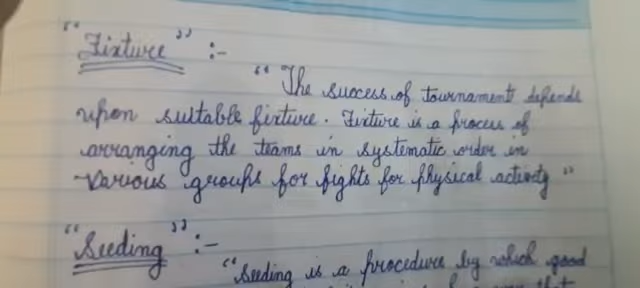 "Fixture" :-
"The success of tournament depends
upon suitable fixture. Fixture is a process of
arranging the teams in systematic order in
various groups for fights for physical activity"
"Seeding" :-
"Seeding is a procedure by which good